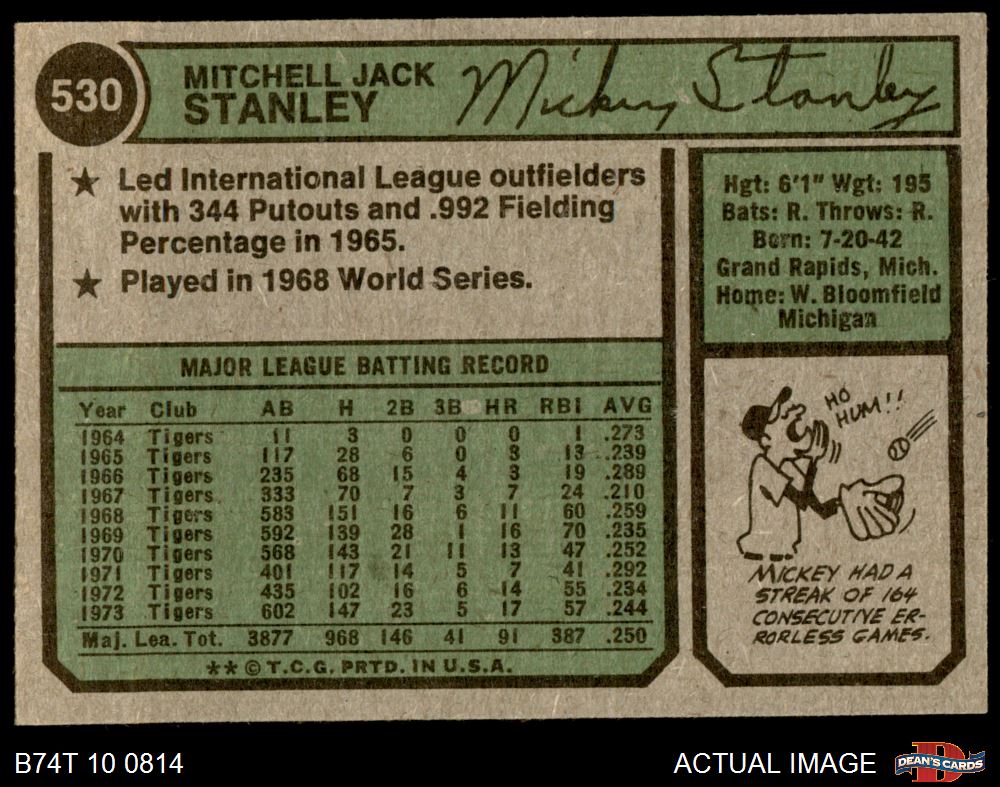 530
MITCHELL JACK
STANLEY
Mickey Stanley
★ Led International League outfielders
with 344 Putouts and .992 Fielding
Percentage in 1965.
★ Played in 1968 World Series.
Hgt: 6'1" Wgt: 195
Bats: R. Throws: R.
Born: 7-20-42
Grand Rapids, Mich.
Home: W. Bloomfield
Michigan
MAJOR LEAGUE BATTING RECORD
Year Club AB H 2B 3B HR RBI AVG
1964 Tigers 11 3 0 0 0 1 .273
1965 Tigers 117 28 6 0 3 13 .239
1966 Tigers 235 68 15 4 3 19 .289
1967 Tigers 333 70 7 3 7 24 .210
1968 Tigers 583 151 16 6 11 60 .259
1969 Tigers 592 139 28 1 16 70 .235
1970 Tigers 568 143 21 11 13 47 .252
1971 Tigers 401 117 14 5 7 41 .292
1972 Tigers 435 102 16 6 14 55 .234
1973 Tigers 602 147 23 5 17 57 .244
Maj. Lea. Tot. 3877 968 146 41 91 387 .250
** © T.C.G. PRTD. IN U.S.A.
HO
HUM!!
MICKEY HAD A
STREAK OF 164
CONSECUTIVE ER-
RORLESS GAMES.
B74T 10 0814
ACTUAL IMAGE
DEAN'S CARDS